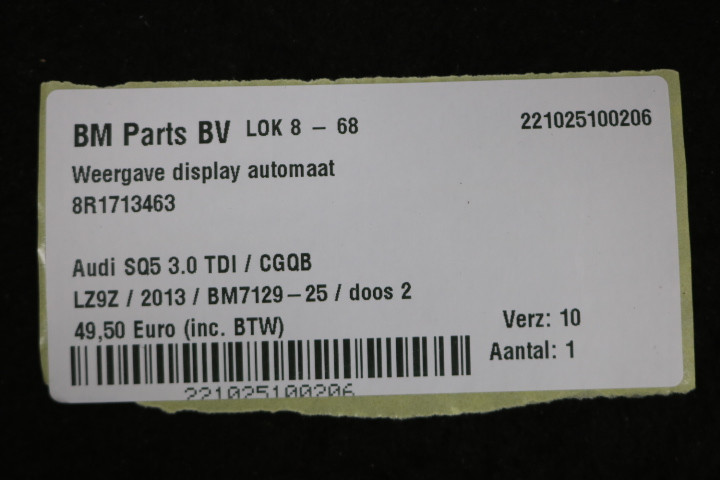 BM Parts BV LOK 8 - 68 221025100206
Weergave display automaat
8R1713463
Audi SQ5 3.0 TDI / CGQB
LZ9Z / 2013 / BM7129-25 / doos 2
49,50 Euro (inc. BTW) Verz: 10
Aantal: 1
221025100206